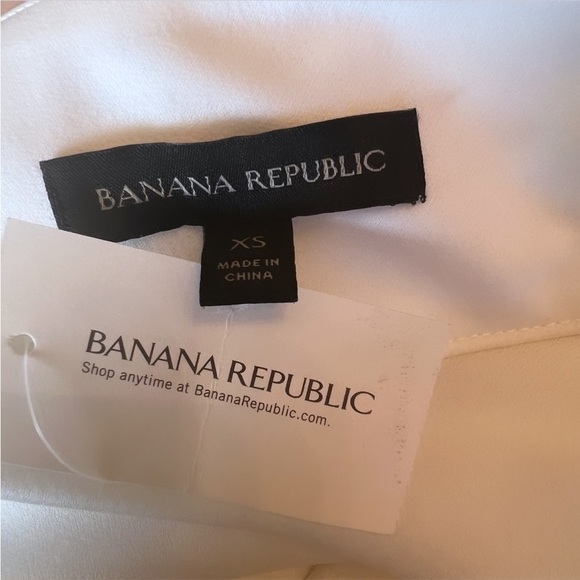 BANANA REPUBLIC
XS
MADE IN
CHINA
BANANA REPUBLIC
Shop anytime at BananaRepublic.com.